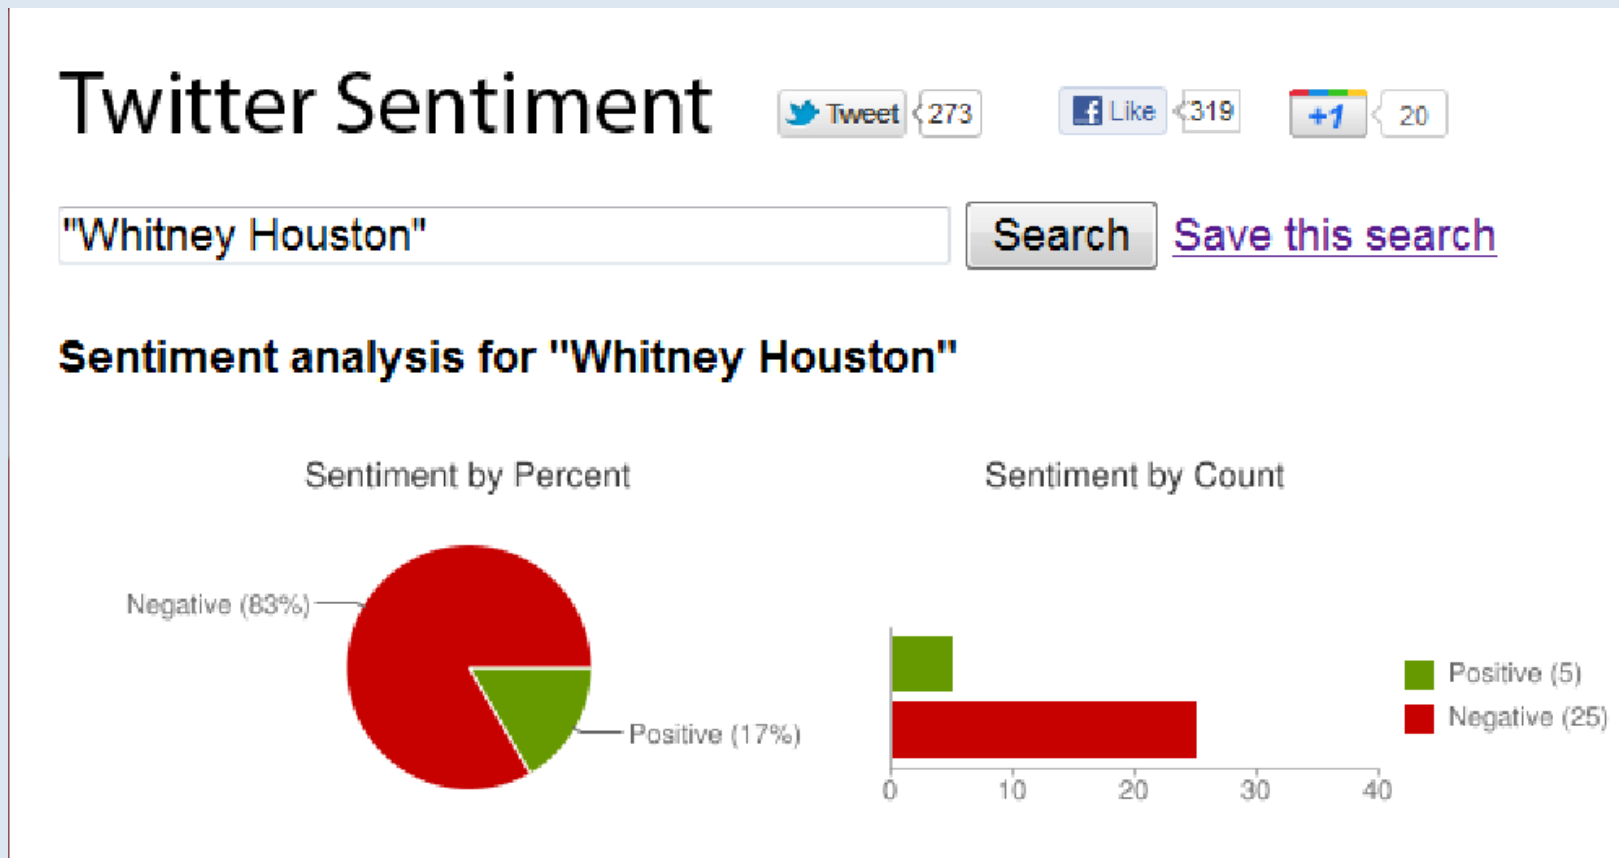 Twitter Sentiment Tweet 273 Like 319 +1 20
"Whitney Houston" Search Save this search
Sentiment analysis for "Whitney Houston"
Sentiment by Percent
Negative (83%)
Positive (17%)
Sentiment by Count
Positive (5)
Negative (25)
0 10 20 30 40